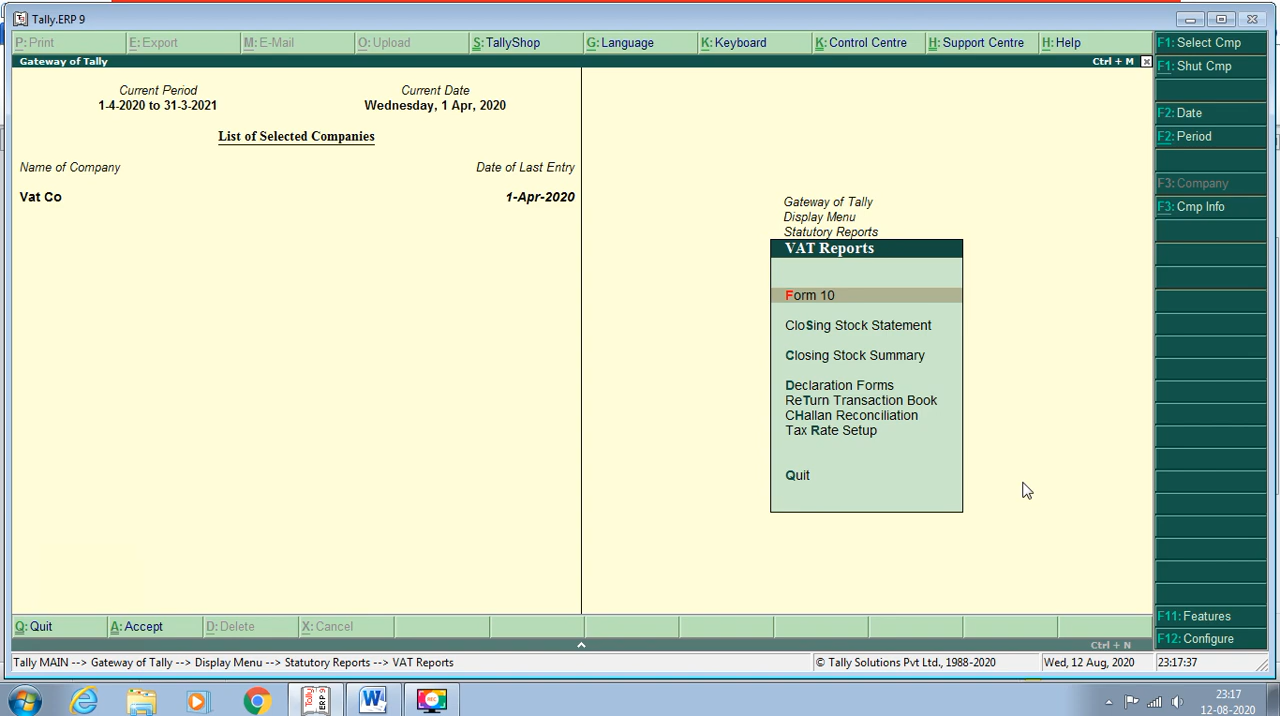 Tally.ERP 9
P: Print E: Export M: E-Mail O: Upload S: TallyShop G: Language K: Keyboard K: Control Centre H: Support Centre H: Help
Gateway of Tally Ctrl + M
Current Period Current Date
1-4-2020 to 31-3-2021 Wednesday, 1 Apr, 2020
List of Selected Companies
Name of Company Date of Last Entry
Vat Co 1-Apr-2020
Gateway of Tally
Display Menu
Statutory Reports
VAT Reports
Form 10
CloSing Stock Statement
Closing Stock Summary
Declaration Forms
ReTurn Transaction Book
CHallan Reconciliation
Tax Rate Setup
Quit
F1: Select Cmp
F1: Shut Cmp
F2: Date
F2: Period
F3: Company
F3: Cmp Info
F11: Features
F12: Configure
Q: Quit A: Accept D: Delete X: Cancel
Ctrl + N
Tally MAIN --> Gateway of Tally --> Display Menu --> Statutory Reports --> VAT Reports © Tally Solutions Pvt Ltd., 1988-2020 Wed, 12 Aug, 2020 23:17:37
Tally ERP 9
W
REC
23:17
12-08-2020